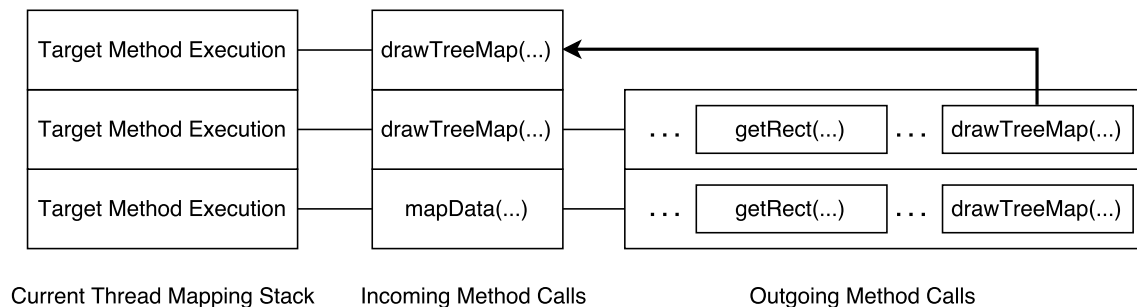 Target Method Execution drawTreeMap(...)
Target Method Execution drawTreeMap(...) ... getRect(...) ... drawTreeMap(...)
Target Method Execution mapData(...) ... getRect(...) ... drawTreeMap(...)
Current Thread Mapping Stack Incoming Method Calls Outgoing Method Calls